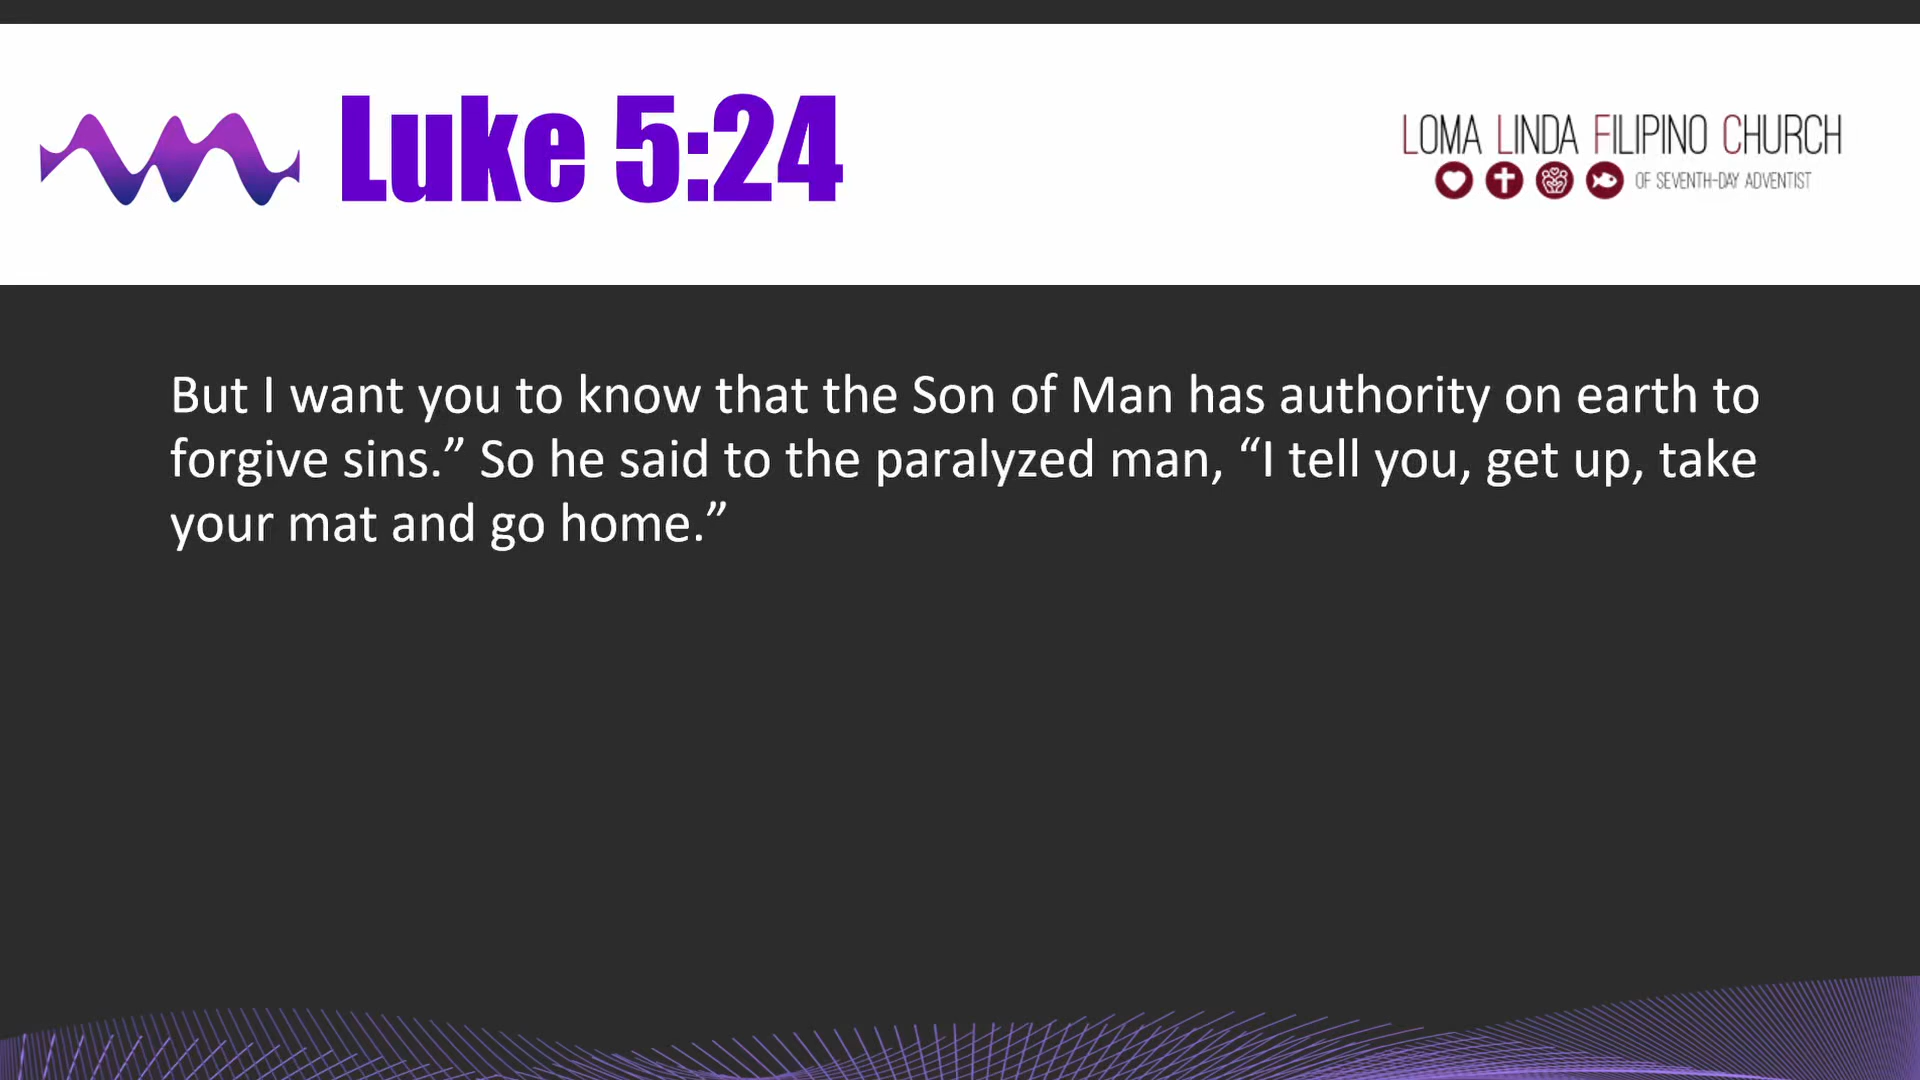 Luke 5:24
LOMA LINDA FILIPINO CHURCH
OF SEVENTH-DAY ADVENTIST
But I want you to know that the Son of Man has authority on earth to
forgive sins.” So he said to the paralyzed man, “I tell you, get up, take
your mat and go home.”